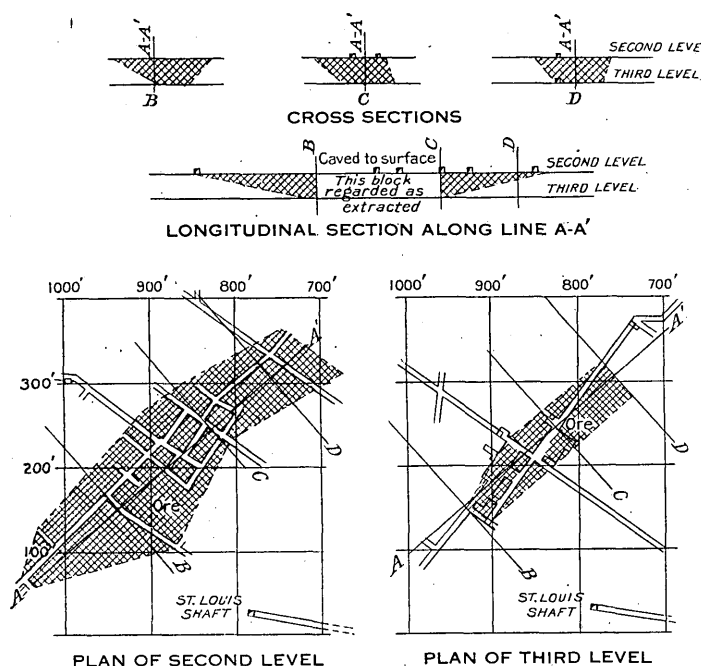 A-A'
A-A'
A-A'
SECOND LEVEL
THIRD LEVEL
B
C
D
CROSS SECTIONS
B
C
D
Caved to surface
SECOND LEVEL
This block
regarded as
extracted
THIRD LEVEL
LONGITUDINAL SECTION ALONG LINE A-A'
1000'
900'
800'
700'
1000'
900'
800'
700'
A'
A'
300'
Ore
D
D
200'
C
C
Ore
100'
A
B
A
B
ST. LOUIS
SHAFT
ST. LOUIS
SHAFT
PLAN OF SECOND LEVEL
PLAN OF THIRD LEVEL